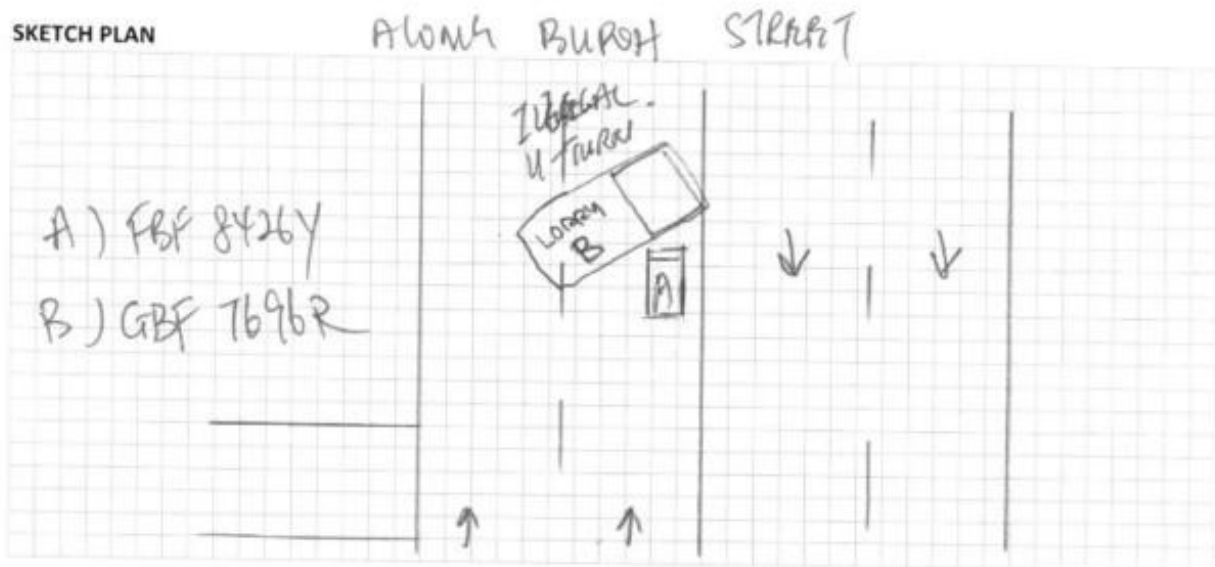 SKETCH PLAN
ALONG BUROH STREET
ILLEGAL
U TURN
A) FBF 8426Y
B) GBF 7696R
LORRY
B
A